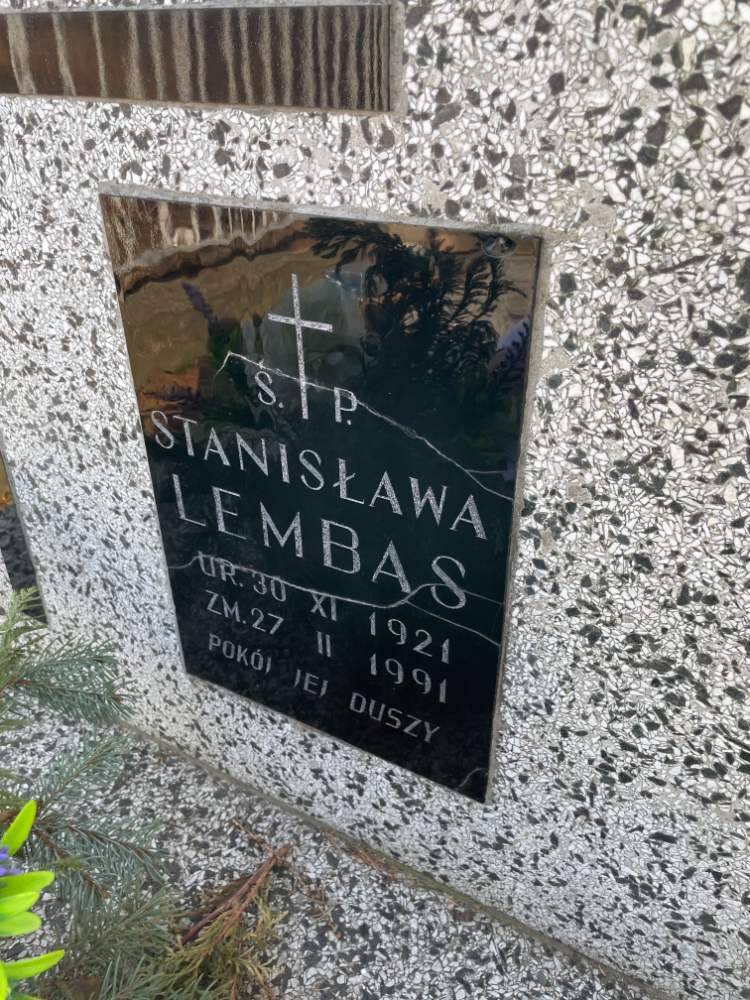 Ś. P.
STANISŁAWA
LEMBAS
UR. 30 XI 1921
ZM. 27 II 1991
POKÓJ JEJ DUSZY